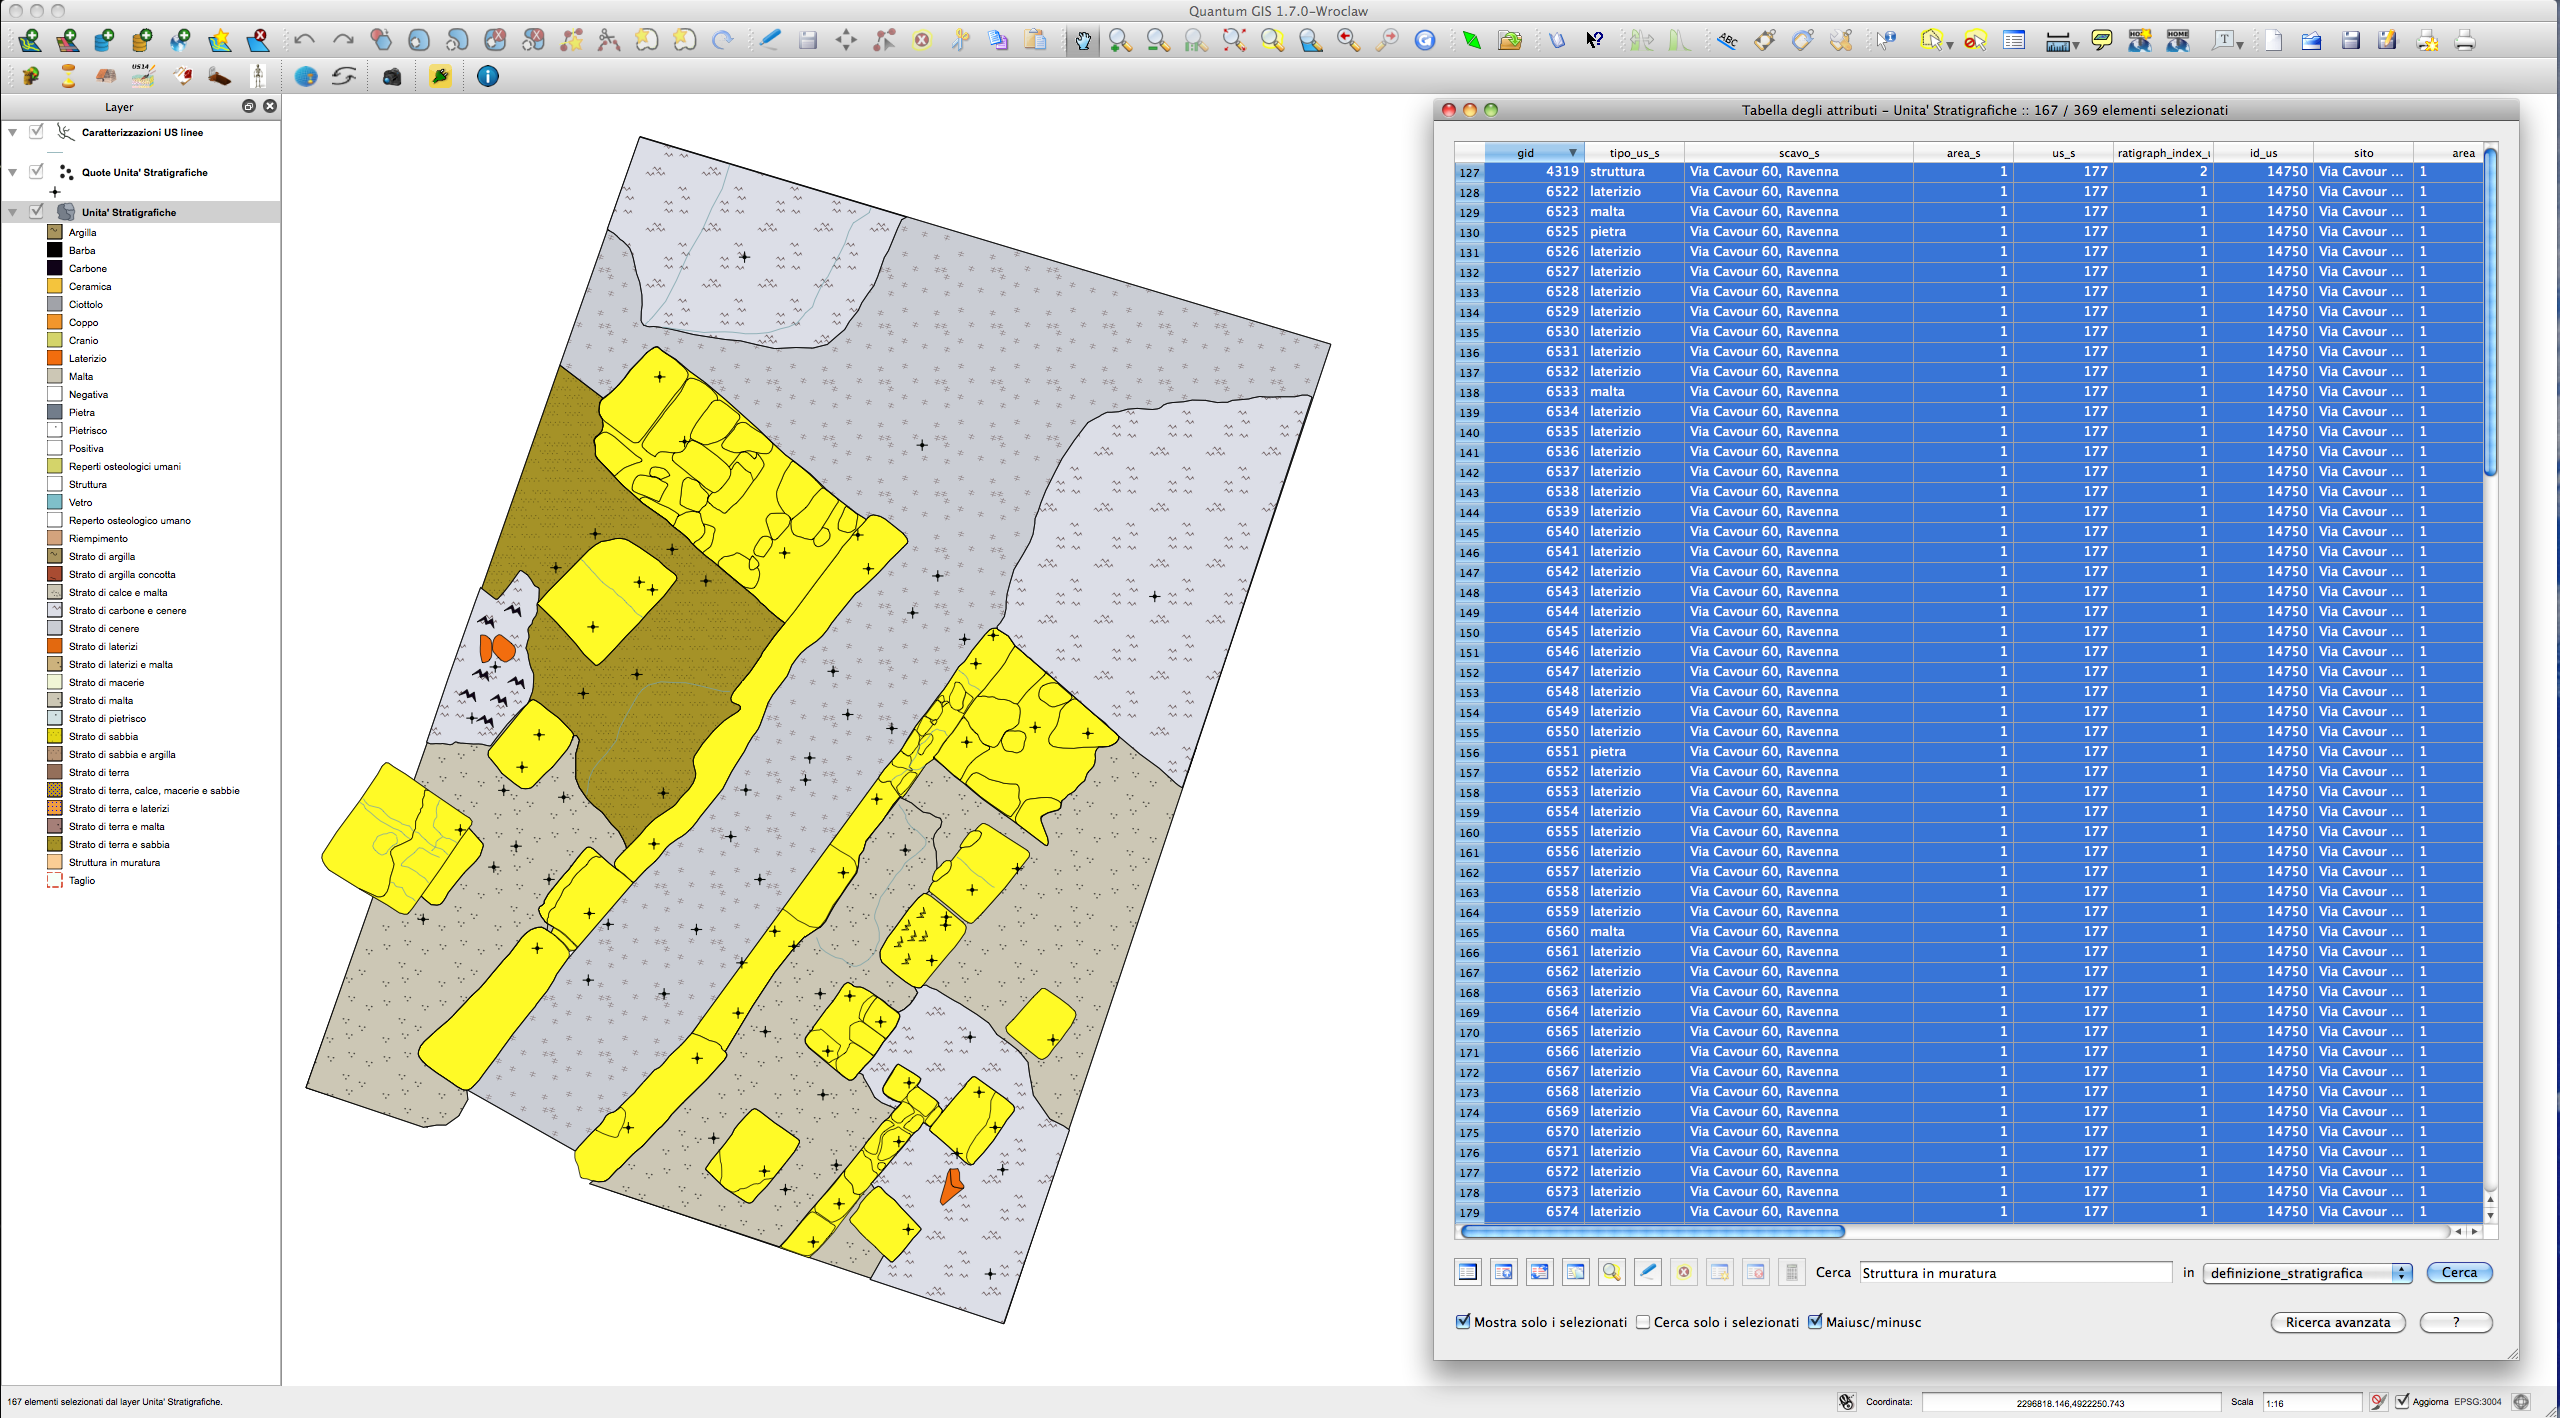 Quantum GIS 1.7.0-Wroclaw
US14
ABC
HOME
HOME
T
Layer
Caratterizzazioni US linee
Quote Unita' Stratigrafiche
Unita' Stratigrafiche
Argilla
Barba
Carbone
Ceramica
Ciottolo
Coppo
Cranio
Laterizio
Malta
Negativa
Pietra
Pietrisco
Positiva
Reperti osteologici umani
Struttura
Vetro
Reperto osteologico umano
Riempimento
Strato di argilla
Strato di argilla concotta
Strato di calce e malta
Strato di carbone e cenere
Strato di cenere
Strato di laterizi
Strato di laterizi e malta
Strato di macerie
Strato di malta
Strato di pietrisco
Strato di sabbia
Strato di sabbia e argilla
Strato di terra
Strato di terra, calce, macerie e sabbie
Strato di terra e laterizi
Strato di terra e malta
Strato di terra e sabbia
Struttura in muratura
Taglio
Tabella degli attributi - Unita' Stratigrafiche :: 167 / 369 elementi selezionati
gid tipo_us_s scavo_s area_s us_s ratigraph_index_u id_us sito area
127 4319 struttura Via Cavour 60, Ravenna 1 177 2 14750 Via Cavour ... 1
128 6522 laterizio Via Cavour 60, Ravenna 1 177 1 14750 Via Cavour ... 1
129 6523 malta Via Cavour 60, Ravenna 1 177 1 14750 Via Cavour ... 1
130 6525 pietra Via Cavour 60, Ravenna 1 177 1 14750 Via Cavour ... 1
131 6526 laterizio Via Cavour 60, Ravenna 1 177 1 14750 Via Cavour ... 1
132 6527 laterizio Via Cavour 60, Ravenna 1 177 1 14750 Via Cavour ... 1
133 6528 laterizio Via Cavour 60, Ravenna 1 177 1 14750 Via Cavour ... 1
134 6529 laterizio Via Cavour 60, Ravenna 1 177 1 14750 Via Cavour ... 1
135 6530 laterizio Via Cavour 60, Ravenna 1 177 1 14750 Via Cavour ... 1
136 6531 laterizio Via Cavour 60, Ravenna 1 177 1 14750 Via Cavour ... 1
137 6532 laterizio Via Cavour 60, Ravenna 1 177 1 14750 Via Cavour ... 1
138 6533 malta Via Cavour 60, Ravenna 1 177 1 14750 Via Cavour ... 1
139 6534 laterizio Via Cavour 60, Ravenna 1 177 1 14750 Via Cavour ... 1
140 6535 laterizio Via Cavour 60, Ravenna 1 177 1 14750 Via Cavour ... 1
141 6536 laterizio Via Cavour 60, Ravenna 1 177 1 14750 Via Cavour ... 1
142 6537 laterizio Via Cavour 60, Ravenna 1 177 1 14750 Via Cavour ... 1
143 6538 laterizio Via Cavour 60, Ravenna 1 177 1 14750 Via Cavour ... 1
144 6539 laterizio Via Cavour 60, Ravenna 1 177 1 14750 Via Cavour ... 1
145 6540 laterizio Via Cavour 60, Ravenna 1 177 1 14750 Via Cavour ... 1
146 6541 laterizio Via Cavour 60, Ravenna 1 177 1 14750 Via Cavour ... 1
147 6542 laterizio Via Cavour 60, Ravenna 1 177 1 14750 Via Cavour ... 1
148 6543 laterizio Via Cavour 60, Ravenna 1 177 1 14750 Via Cavour ... 1
149 6544 laterizio Via Cavour 60, Ravenna 1 177 1 14750 Via Cavour ... 1
150 6545 laterizio Via Cavour 60, Ravenna 1 177 1 14750 Via Cavour ... 1
151 6546 laterizio Via Cavour 60, Ravenna 1 177 1 14750 Via Cavour ... 1
152 6547 laterizio Via Cavour 60, Ravenna 1 177 1 14750 Via Cavour ... 1
153 6548 laterizio Via Cavour 60, Ravenna 1 177 1 14750 Via Cavour ... 1
154 6549 laterizio Via Cavour 60, Ravenna 1 177 1 14750 Via Cavour ... 1
155 6550 laterizio Via Cavour 60, Ravenna 1 177 1 14750 Via Cavour ... 1
156 6551 pietra Via Cavour 60, Ravenna 1 177 1 14750 Via Cavour ... 1
157 6552 laterizio Via Cavour 60, Ravenna 1 177 1 14750 Via Cavour ... 1
158 6553 laterizio Via Cavour 60, Ravenna 1 177 1 14750 Via Cavour ... 1
159 6554 laterizio Via Cavour 60, Ravenna 1 177 1 14750 Via Cavour ... 1
160 6555 laterizio Via Cavour 60, Ravenna 1 177 1 14750 Via Cavour ... 1
161 6556 laterizio Via Cavour 60, Ravenna 1 177 1 14750 Via Cavour ... 1
162 6557 laterizio Via Cavour 60, Ravenna 1 177 1 14750 Via Cavour ... 1
163 6558 laterizio Via Cavour 60, Ravenna 1 177 1 14750 Via Cavour ... 1
164 6559 laterizio Via Cavour 60, Ravenna 1 177 1 14750 Via Cavour ... 1
165 6560 malta Via Cavour 60, Ravenna 1 177 1 14750 Via Cavour ... 1
166 6561 laterizio Via Cavour 60, Ravenna 1 177 1 14750 Via Cavour ... 1
167 6562 laterizio Via Cavour 60, Ravenna 1 177 1 14750 Via Cavour ... 1
168 6563 laterizio Via Cavour 60, Ravenna 1 177 1 14750 Via Cavour ... 1
169 6564 laterizio Via Cavour 60, Ravenna 1 177 1 14750 Via Cavour ... 1
170 6565 laterizio Via Cavour 60, Ravenna 1 177 1 14750 Via Cavour ... 1
171 6566 laterizio Via Cavour 60, Ravenna 1 177 1 14750 Via Cavour ... 1
172 6567 laterizio Via Cavour 60, Ravenna 1 177 1 14750 Via Cavour ... 1
173 6568 laterizio Via Cavour 60, Ravenna 1 177 1 14750 Via Cavour ... 1
174 6569 laterizio Via Cavour 60, Ravenna 1 177 1 14750 Via Cavour ... 1
175 6570 laterizio Via Cavour 60, Ravenna 1 177 1 14750 Via Cavour ... 1
176 6571 laterizio Via Cavour 60, Ravenna 1 177 1 14750 Via Cavour ... 1
177 6572 laterizio Via Cavour 60, Ravenna 1 177 1 14750 Via Cavour ... 1
178 6573 laterizio Via Cavour 60, Ravenna 1 177 1 14750 Via Cavour ... 1
179 6574 laterizio Via Cavour 60, Ravenna 1 177 1 14750 Via Cavour ... 1
Cerca Struttura in muratura in definizione_stratigrafica Cerca
Mostra solo i selezionati Cerca solo i selezionati Maiusc/minusc Ricerca avanzata ?
167 elementi selezionati dal layer Unita' Stratigrafiche. Coordinata: 2296818.146,4922250.743 Scala 1:16 Aggiorna EPSG:3004